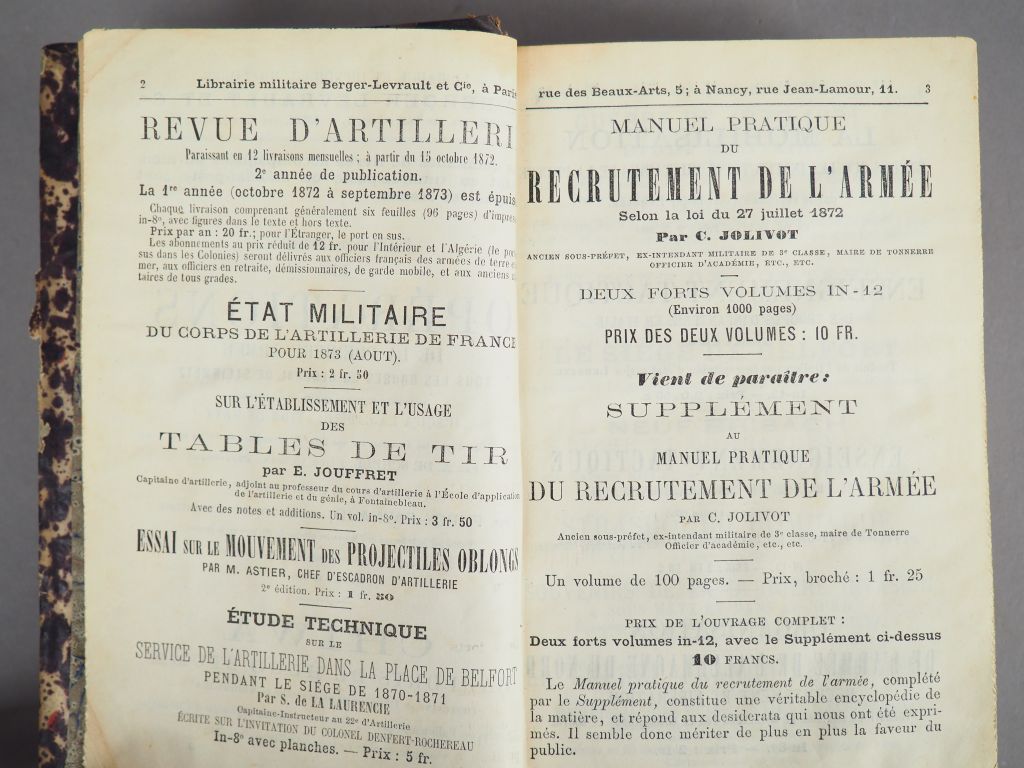 2 Librairie militaire Berger-Levrault et Cie, à Paris
REVUE D'ARTILLERI
Paraissant en 12 livraisons mensuelles ; à partir du 15 octobre 1872.
2e année de publication.
La 1re année (octobre 1872 à septembre 1873) est épuis
Chaque livraison comprenant généralement six feuilles (96 pages) d'impres
in-8o, avec figures dans le texte et hors texte.
Prix par an : 20 fr.; pour l'Étranger, le port en sus.
Les abonnements au prix réduit de 12 fr. pour l'Intérieur et l'Algérie (le por
sus dans les Colonies) seront délivrés aux officiers français des armées de terre e
mer, aux officiers en retraite, démissionnaires, de garde mobile, et aux anciens
taires de tous grades.
ÉTAT MILITAIRE
DU CORPS DE L'ARTILLERIE DE FRANCE
POUR 1873 (AOUT).
Prix : 2 fr. 50
SUR L'ÉTABLISSEMENT ET L'USAGE
DES
TABLES DE TIR
par E. JOUFFRET
Capitaine d'artillerie, adjoint au professeur du cours d'artillerie à l'École d'application
de l'artillerie et du génie, à Fontainebleau.
Avec des notes et additions. Un vol. in-8o. Prix : 3 fr. 50
ESSAI SUR LE MOUVEMENT DES PROJECTILES OBLONGS
PAR M. ASTIER, CHEF D'ESCADRON D'ARTILLERIE
2e édition. Prix : 1 fr. 50
ÉTUDE TECHNIQUE
SUR LE
SERVICE DE L'ARTILLERIE DANS LA PLACE DE BELFORT
PENDANT LE SIÉGE DE 1870-1871
Par S. de LA LAURENCIE
Capitaine-Instructeur au 22e d'Artillerie
ÉCRITE SUR L'INVITATION DU COLONEL DENFERT-ROCHEREAU
In-8o avec planches. — Prix : 5 fr.
rue des Beaux-Arts, 5; à Nancy, rue Jean-Lamour, 11. 3
MANUEL PRATIQUE
DU
RECRUTEMENT DE L'ARMÉE
Selon la loi du 27 juillet 1872
Par C. JOLIVOT
ANCIEN SOUS-PRÉFET, EX-INTENDANT MILITAIRE DE 3e CLASSE, MAIRE DE TONNERRE
OFFICIER D'ACADÉMIE, ETC., ETC.
DEUX FORTS VOLUMES IN-12
(Environ 1000 pages)
PRIX DES DEUX VOLUMES : 10 FR.
Vient de paraître :
SUPPLÉMENT
AU
MANUEL PRATIQUE
DU RECRUTEMENT DE L'ARMÉE
PAR C. JOLIVOT
Ancien sous-préfet, ex-intendant militaire de 3e classe, maire de Tonnerre
Officier d'académie, etc., etc.
Un volume de 100 pages. — Prix, broché : 1 fr. 25
PRIX DE L'OUVRAGE COMPLET :
Deux forts volumes in-12, avec le Supplément ci-dessus
10 FRANCS.
Le Manuel pratique du recrutement de l'armée, complété
par le Supplément, constitue une véritable encyclopédie de
la matière, et répond aux desiderata qui nous ont été expri-
més. Il semble donc mériter de plus en plus la faveur du
public.